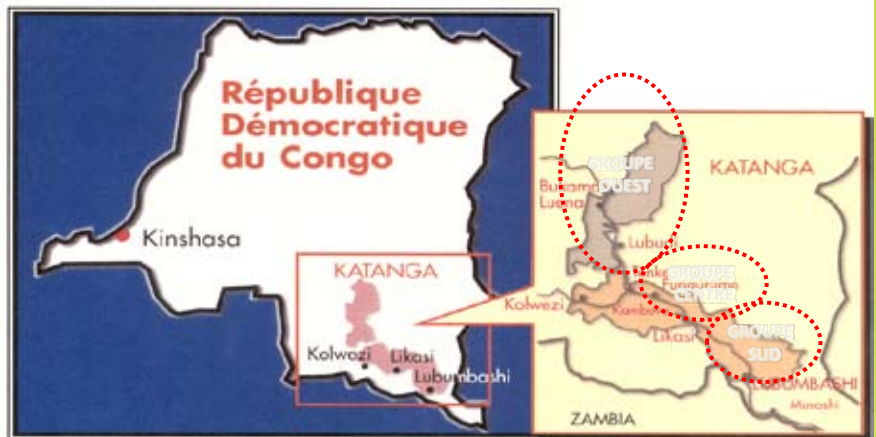 République
Démocratique
du Congo
Kinshasa
KATANGA
Kolwezi
Likasi
Lubumbashi
GROUPE
OUEST
KATANGA
Bukama
Luena
Lubudi
GROUPE
Fungurume
CENTRE
Kolwezi
Likasi
GROUPE
SUD
LUBUMBASHI
ZAMBIA